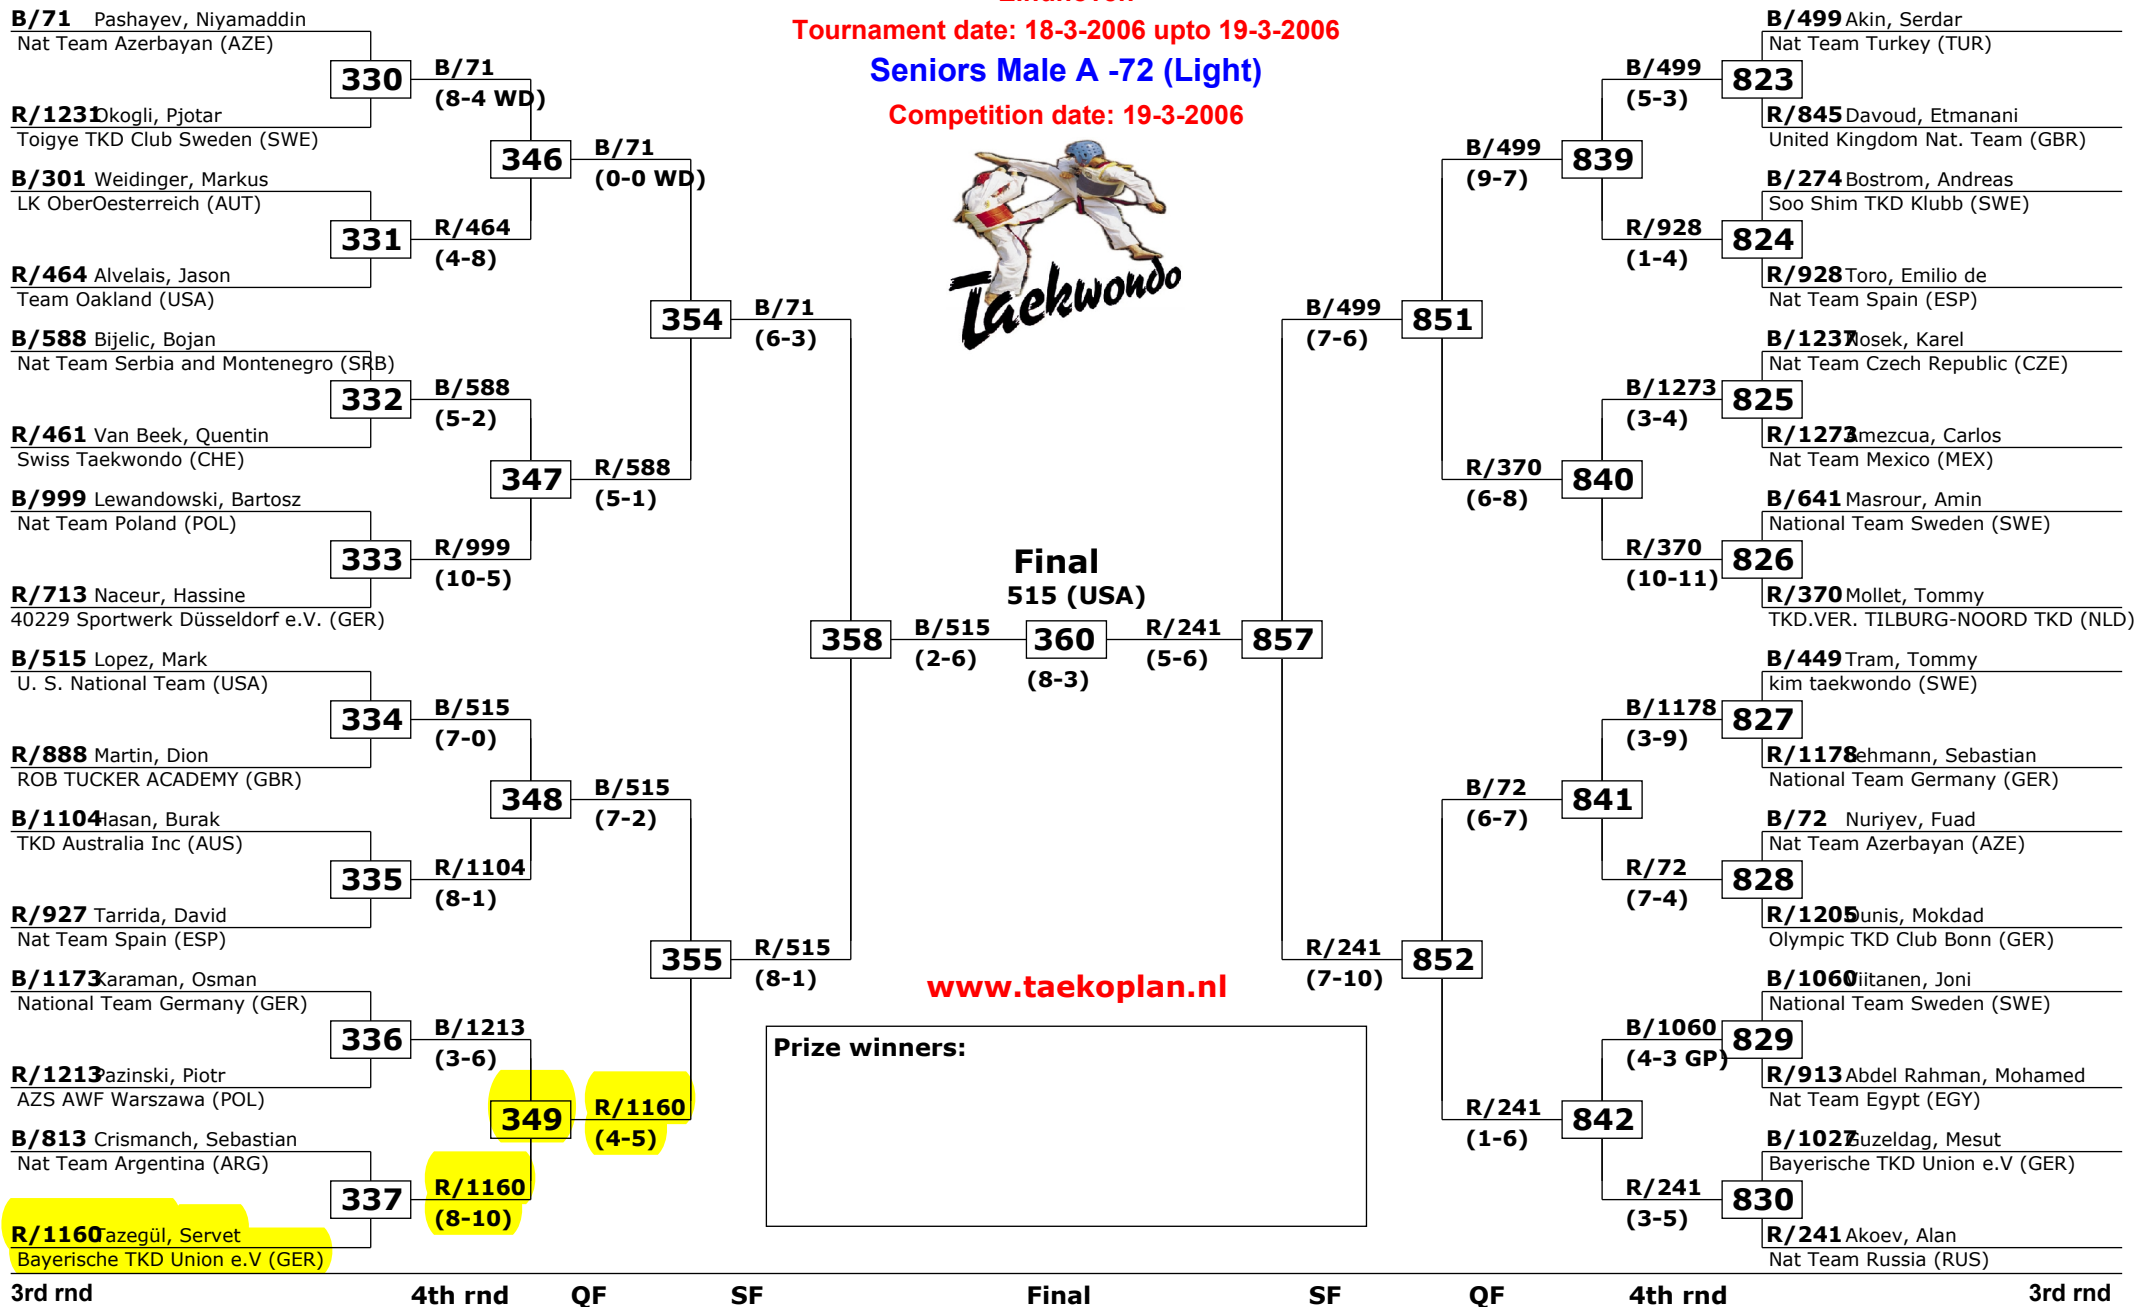 Eindhoven
Tournament date: 18-3-2006 upto 19-3-2006
Seniors Male A -72 (Light)
Competition date: 19-3-2006
Taekwondo
B/71 Pashayev, Niyamaddin
Nat Team Azerbayan (AZE)
330
B/71
(8-4 WD)
R/1231 Okogli, Pjotar
Toigye TKD Club Sweden (SWE)
346
B/71
(0-0 WD)
B/301 Weidinger, Markus
LK OberOesterreich (AUT)
331
R/464
(4-8)
R/464 Alvelais, Jason
Team Oakland (USA)
354
B/71
(6-3)
B/588 Bijelic, Bojan
Nat Team Serbia and Montenegro (SRB)
332
B/588
(5-2)
R/461 Van Beek, Quentin
Swiss Taekwondo (CHE)
347
R/588
(5-1)
B/999 Lewandowski, Bartosz
Nat Team Poland (POL)
333
R/999
(10-5)
R/713 Naceur, Hassine
40229 Sportwerk Düsseldorf e.V. (GER)
358
B/515
(2-6)
B/515 Lopez, Mark
U. S. National Team (USA)
334
B/515
(7-0)
R/888 Martin, Dion
ROB TUCKER ACADEMY (GBR)
348
B/515
(7-2)
B/1104 Hasan, Burak
TKD Australia Inc (AUS)
335
R/1104
(8-1)
R/927 Tarrida, David
Nat Team Spain (ESP)
355
R/515
(8-1)
B/1173 Karaman, Osman
National Team Germany (GER)
336
B/1213
(3-6)
R/1213 Pazinski, Piotr
AZS AWF Warszawa (POL)
349
R/1160
(4-5)
B/813 Crismanch, Sebastian
Nat Team Argentina (ARG)
337
R/1160
(8-10)
R/1160 Tazegül, Servet
Bayerische TKD Union e.V (GER)
Final
515 (USA)
360
(8-3)
www.taekoplan.nl
Prize winners:
B/499 Akin, Serdar
Nat Team Turkey (TUR)
B/499
(5-3)
823
R/845 Davoud, Etmanani
United Kingdom Nat. Team (GBR)
B/499
(9-7)
839
B/274 Bostrom, Andreas
Soo Shim TKD Klubb (SWE)
R/928
(1-4)
824
R/928 Toro, Emilio de
Nat Team Spain (ESP)
B/499
(7-6)
851
B/1237 Nosek, Karel
Nat Team Czech Republic (CZE)
B/1273
(3-4)
825
R/1273 Amezcua, Carlos
Nat Team Mexico (MEX)
R/370
(6-8)
840
B/641 Masrour, Amin
National Team Sweden (SWE)
R/370
(10-11)
826
R/370 Mollet, Tommy
TKD.VER. TILBURG-NOORD TKD (NLD)
R/241
(5-6)
857
B/449 Tram, Tommy
kim taekwondo (SWE)
B/1178
(3-9)
827
R/1178 Lehmann, Sebastian
National Team Germany (GER)
B/72
(6-7)
841
B/72 Nuriyev, Fuad
Nat Team Azerbayan (AZE)
R/72
(7-4)
828
R/1205 Ounis, Mokdad
Olympic TKD Club Bonn (GER)
R/241
(7-10)
852
B/1060 Viitanen, Joni
National Team Sweden (SWE)
B/1060
(4-3 GP)
829
R/913 Abdel Rahman, Mohamed
Nat Team Egypt (EGY)
R/241
(1-6)
842
B/1027 Guzeldag, Mesut
Bayerische TKD Union e.V (GER)
R/241
(3-5)
830
R/241 Akoev, Alan
Nat Team Russia (RUS)
3rd rnd 4th rnd QF SF Final SF QF 4th rnd 3rd rnd